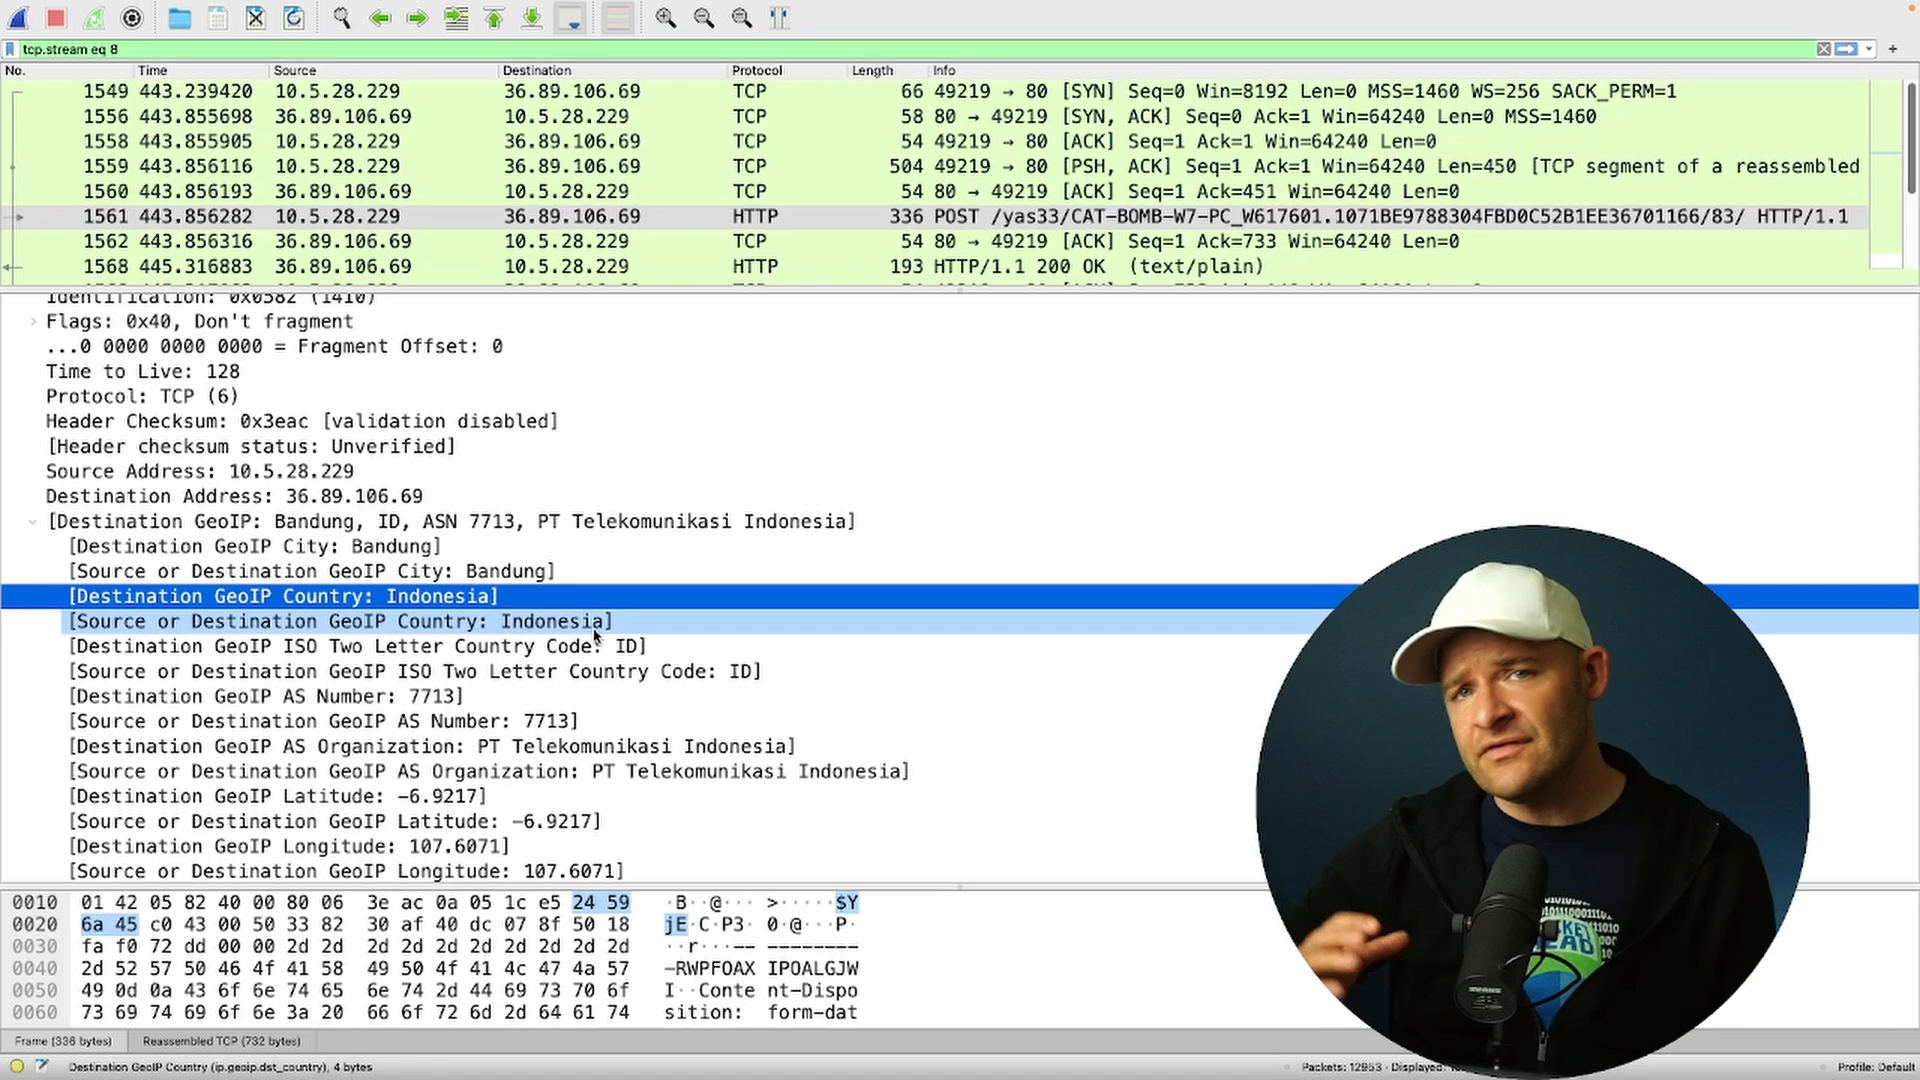 tcp.stream eq 8
No. Time Source Destination Protocol Length Info
1549 443.239420 10.5.28.229 36.89.106.69 TCP 66 49219 → 80 [SYN] Seq=0 Win=8192 Len=0 MSS=1460 WS=256 SACK_PERM=1
1556 443.855698 36.89.106.69 10.5.28.229 TCP 58 80 → 49219 [SYN, ACK] Seq=0 Ack=1 Win=64240 Len=0 MSS=1460
1558 443.855905 10.5.28.229 36.89.106.69 TCP 54 49219 → 80 [ACK] Seq=1 Ack=1 Win=64240 Len=0
1559 443.856116 10.5.28.229 36.89.106.69 TCP 504 49219 → 80 [PSH, ACK] Seq=1 Ack=1 Win=64240 Len=450 [TCP segment of a reassembled
1560 443.856193 36.89.106.69 10.5.28.229 TCP 54 80 → 49219 [ACK] Seq=1 Ack=451 Win=64240 Len=0
1561 443.856282 10.5.28.229 36.89.106.69 HTTP 336 POST /yas33/CAT-BOMB-W7-PC_W617601.1071BE9788304FBD0C52B1EE36701166/83/ HTTP/1.1
1562 443.856316 36.89.106.69 10.5.28.229 TCP 54 80 → 49219 [ACK] Seq=1 Ack=733 Win=64240 Len=0
1568 445.316883 36.89.106.69 10.5.28.229 HTTP 193 HTTP/1.1 200 OK (text/plain)
Identification: 0x0582 (1410)
Flags: 0x40, Don't fragment
...0 0000 0000 0000 = Fragment Offset: 0
Time to Live: 128
Protocol: TCP (6)
Header Checksum: 0x3eac [validation disabled]
[Header checksum status: Unverified]
Source Address: 10.5.28.229
Destination Address: 36.89.106.69
[Destination GeoIP: Bandung, ID, ASN 7713, PT Telekomunikasi Indonesia]
[Destination GeoIP City: Bandung]
[Source or Destination GeoIP City: Bandung]
[Destination GeoIP Country: Indonesia]
[Source or Destination GeoIP Country: Indonesia]
[Destination GeoIP ISO Two Letter Country Code: ID]
[Source or Destination GeoIP ISO Two Letter Country Code: ID]
[Destination GeoIP AS Number: 7713]
[Source or Destination GeoIP AS Number: 7713]
[Destination GeoIP AS Organization: PT Telekomunikasi Indonesia]
[Source or Destination GeoIP AS Organization: PT Telekomunikasi Indonesia]
[Destination GeoIP Latitude: -6.9217]
[Source or Destination GeoIP Latitude: -6.9217]
[Destination GeoIP Longitude: 107.6071]
[Source or Destination GeoIP Longitude: 107.6071]
0010 01 42 05 82 40 00 80 06 3e ac 0a 05 1c e5 24 59 ·B··@··· >·····$Y
0020 6a 45 c0 43 00 50 33 82 30 af 40 dc 07 8f 50 18 jE·C·P3· 0·@···P·
0030 fa f0 72 dd 00 00 2d 2d 2d 2d 2d 2d 2d 2d 2d 2d ··r···-- --------
0040 2d 52 57 50 46 4f 41 58 49 50 4f 41 4c 47 4a 57 -RWPFOAX IPOALGJW
0050 49 0d 0a 43 6f 6e 74 65 6e 74 2d 44 69 73 70 6f I··Conte nt-Dispo
0060 73 69 74 69 6f 6e 3a 20 66 6f 72 6d 2d 64 61 74 sition: form-dat
Frame (336 bytes) Reassembled TCP (732 bytes)
Destination GeoIP Country (ip.geoip.dst_country), 4 bytes Packets: 12953 · Displayed: Profile: Default